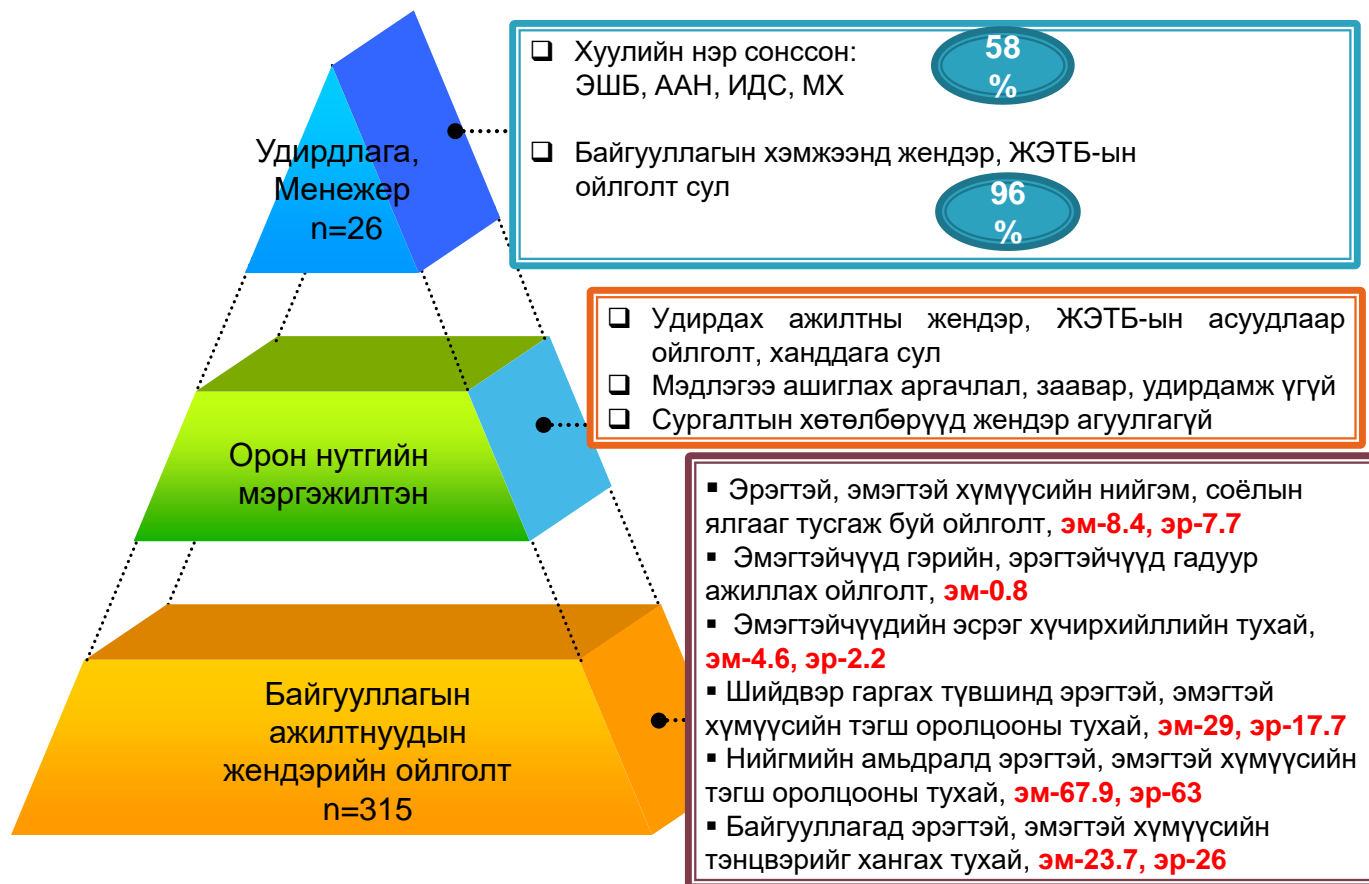 Удирдлага,
Менежер
n=26
❑ Хуулийн нэр сонссон:
ЭШБ, ААН, ИДС, МХ
58
%
❑ Байгууллагын хэмжээнд жендэр, ЖЭТБ-ын
ойлголт сул
96
%
Орон нутгийн
мэргэжилтэн
❑ Удирдах ажилтны жендэр, ЖЭТБ-ын асуудлаар
ойлголт, ханддага сул
❑ Мэдлэгээ ашиглах аргачлал, заавар, удирдамж үгүй
❑ Сургалтын хөтөлбөрүүд жендэр агуулгагүй
Байгууллагын
ажилтнуудын
жендэрийн ойлголт
n=315
▪ Эрэгтэй, эмэгтэй хүмүүсийн нийгэм, соёлын
ялгааг тусгаж буй ойлголт, эм-8.4, эр-7.7
▪ Эмэгтэйчүүд гэрийн, эрэгтэйчүүд гадуур
ажиллах ойлголт, эм-0.8
▪ Эмэгтэйчүүдийн эсрэг хүчирхийллийн тухай,
эм-4.6, эр-2.2
▪ Шийдвэр гаргах түвшинд эрэгтэй, эмэгтэй
хүмүүсийн тэгш оролцооны тухай, эм-29, эр-17.7
▪ Нийгмийн амьдралд эрэгтэй, эмэгтэй хүмүүсийн
тэгш оролцооны тухай, эм-67.9, эр-63
▪ Байгууллагад эрэгтэй, эмэгтэй хүмүүсийн
тэнцвэрийг хангах тухай, эм-23.7, эр-26